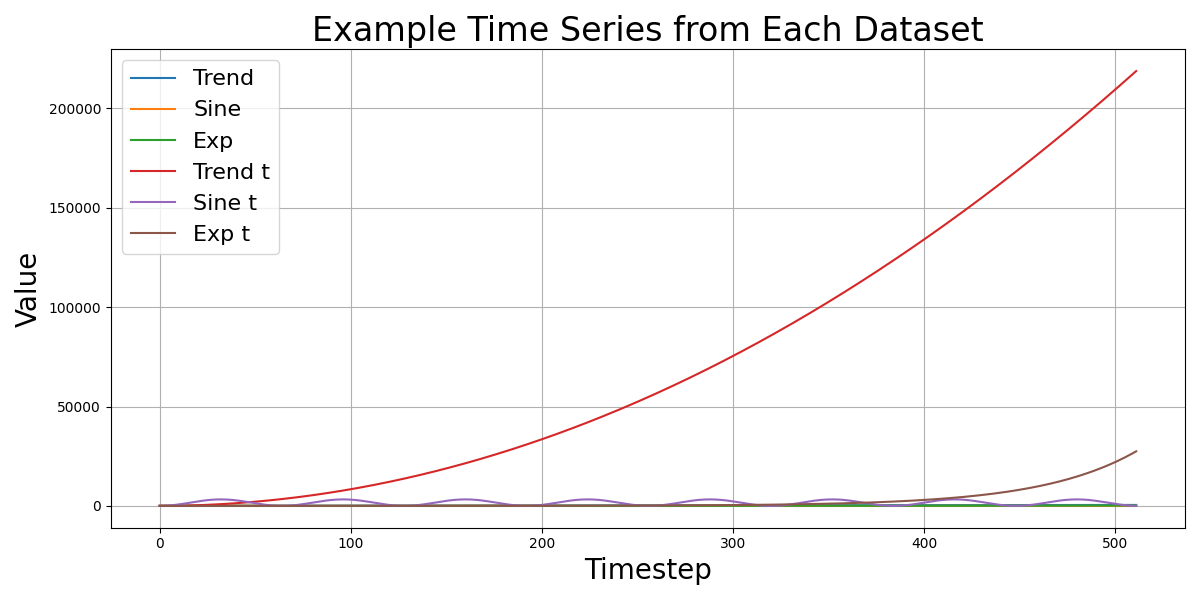 Example Time Series from Each Dataset
Trend
Sine
Exp
Trend t
Sine t
Exp t
Value
200000
150000
100000
50000
0
0 100 200 300 400 500
Timestep